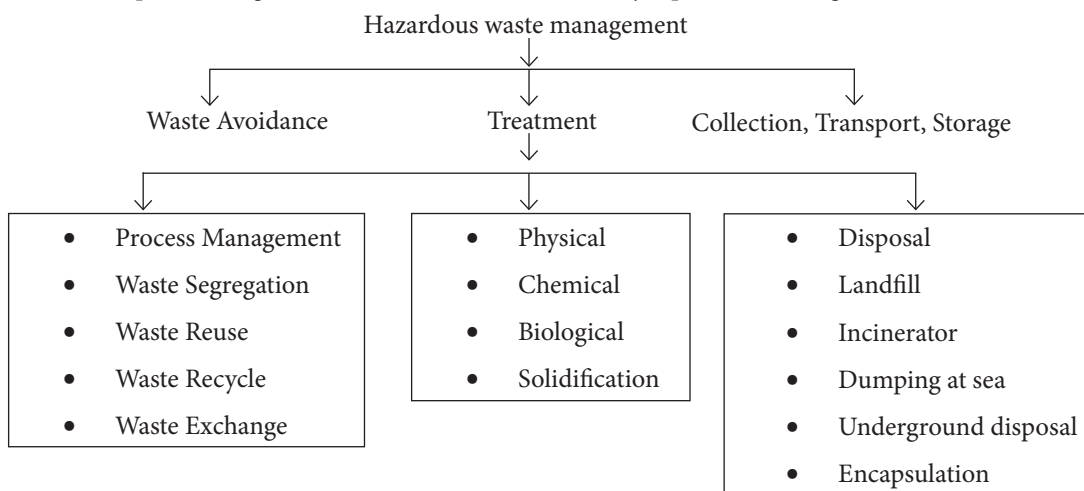 Hazardous waste management
Waste Avoidance
Treatment
Collection, Transport, Storage
• Process Management
• Waste Segregation
• Waste Reuse
• Waste Recycle
• Waste Exchange
• Physical
• Chemical
• Biological
• Solidification
• Disposal
• Landfill
• Incinerator
• Dumping at sea
• Underground disposal
• Encapsulation